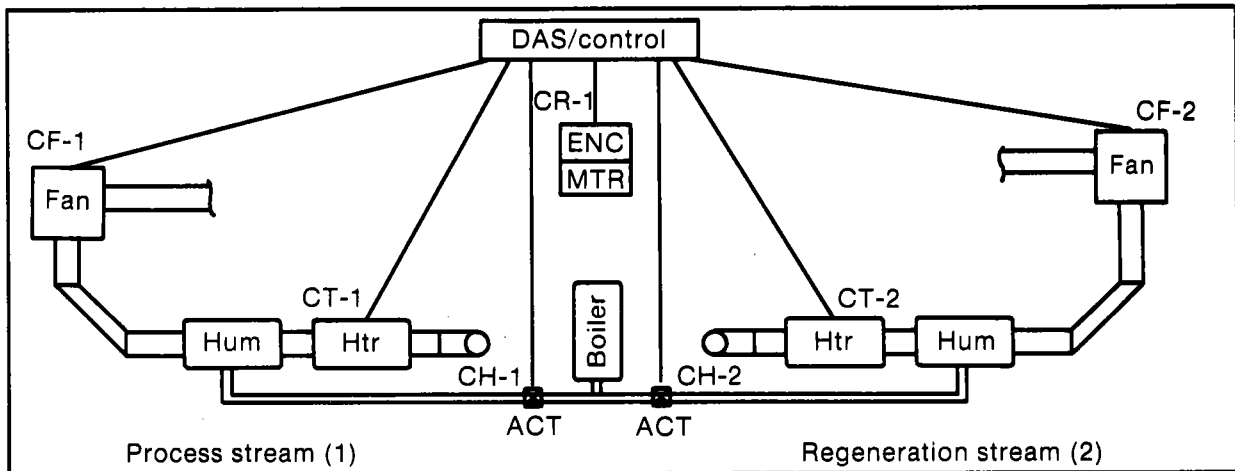 DAS/control
CR-1
CF-1
CF-2
ENC
MTR
Fan
Fan
CT-1
CT-2
Boiler
Hum
Htr
Htr
Hum
CH-1
CH-2
ACT
ACT
Process stream (1)
Regeneration stream (2)